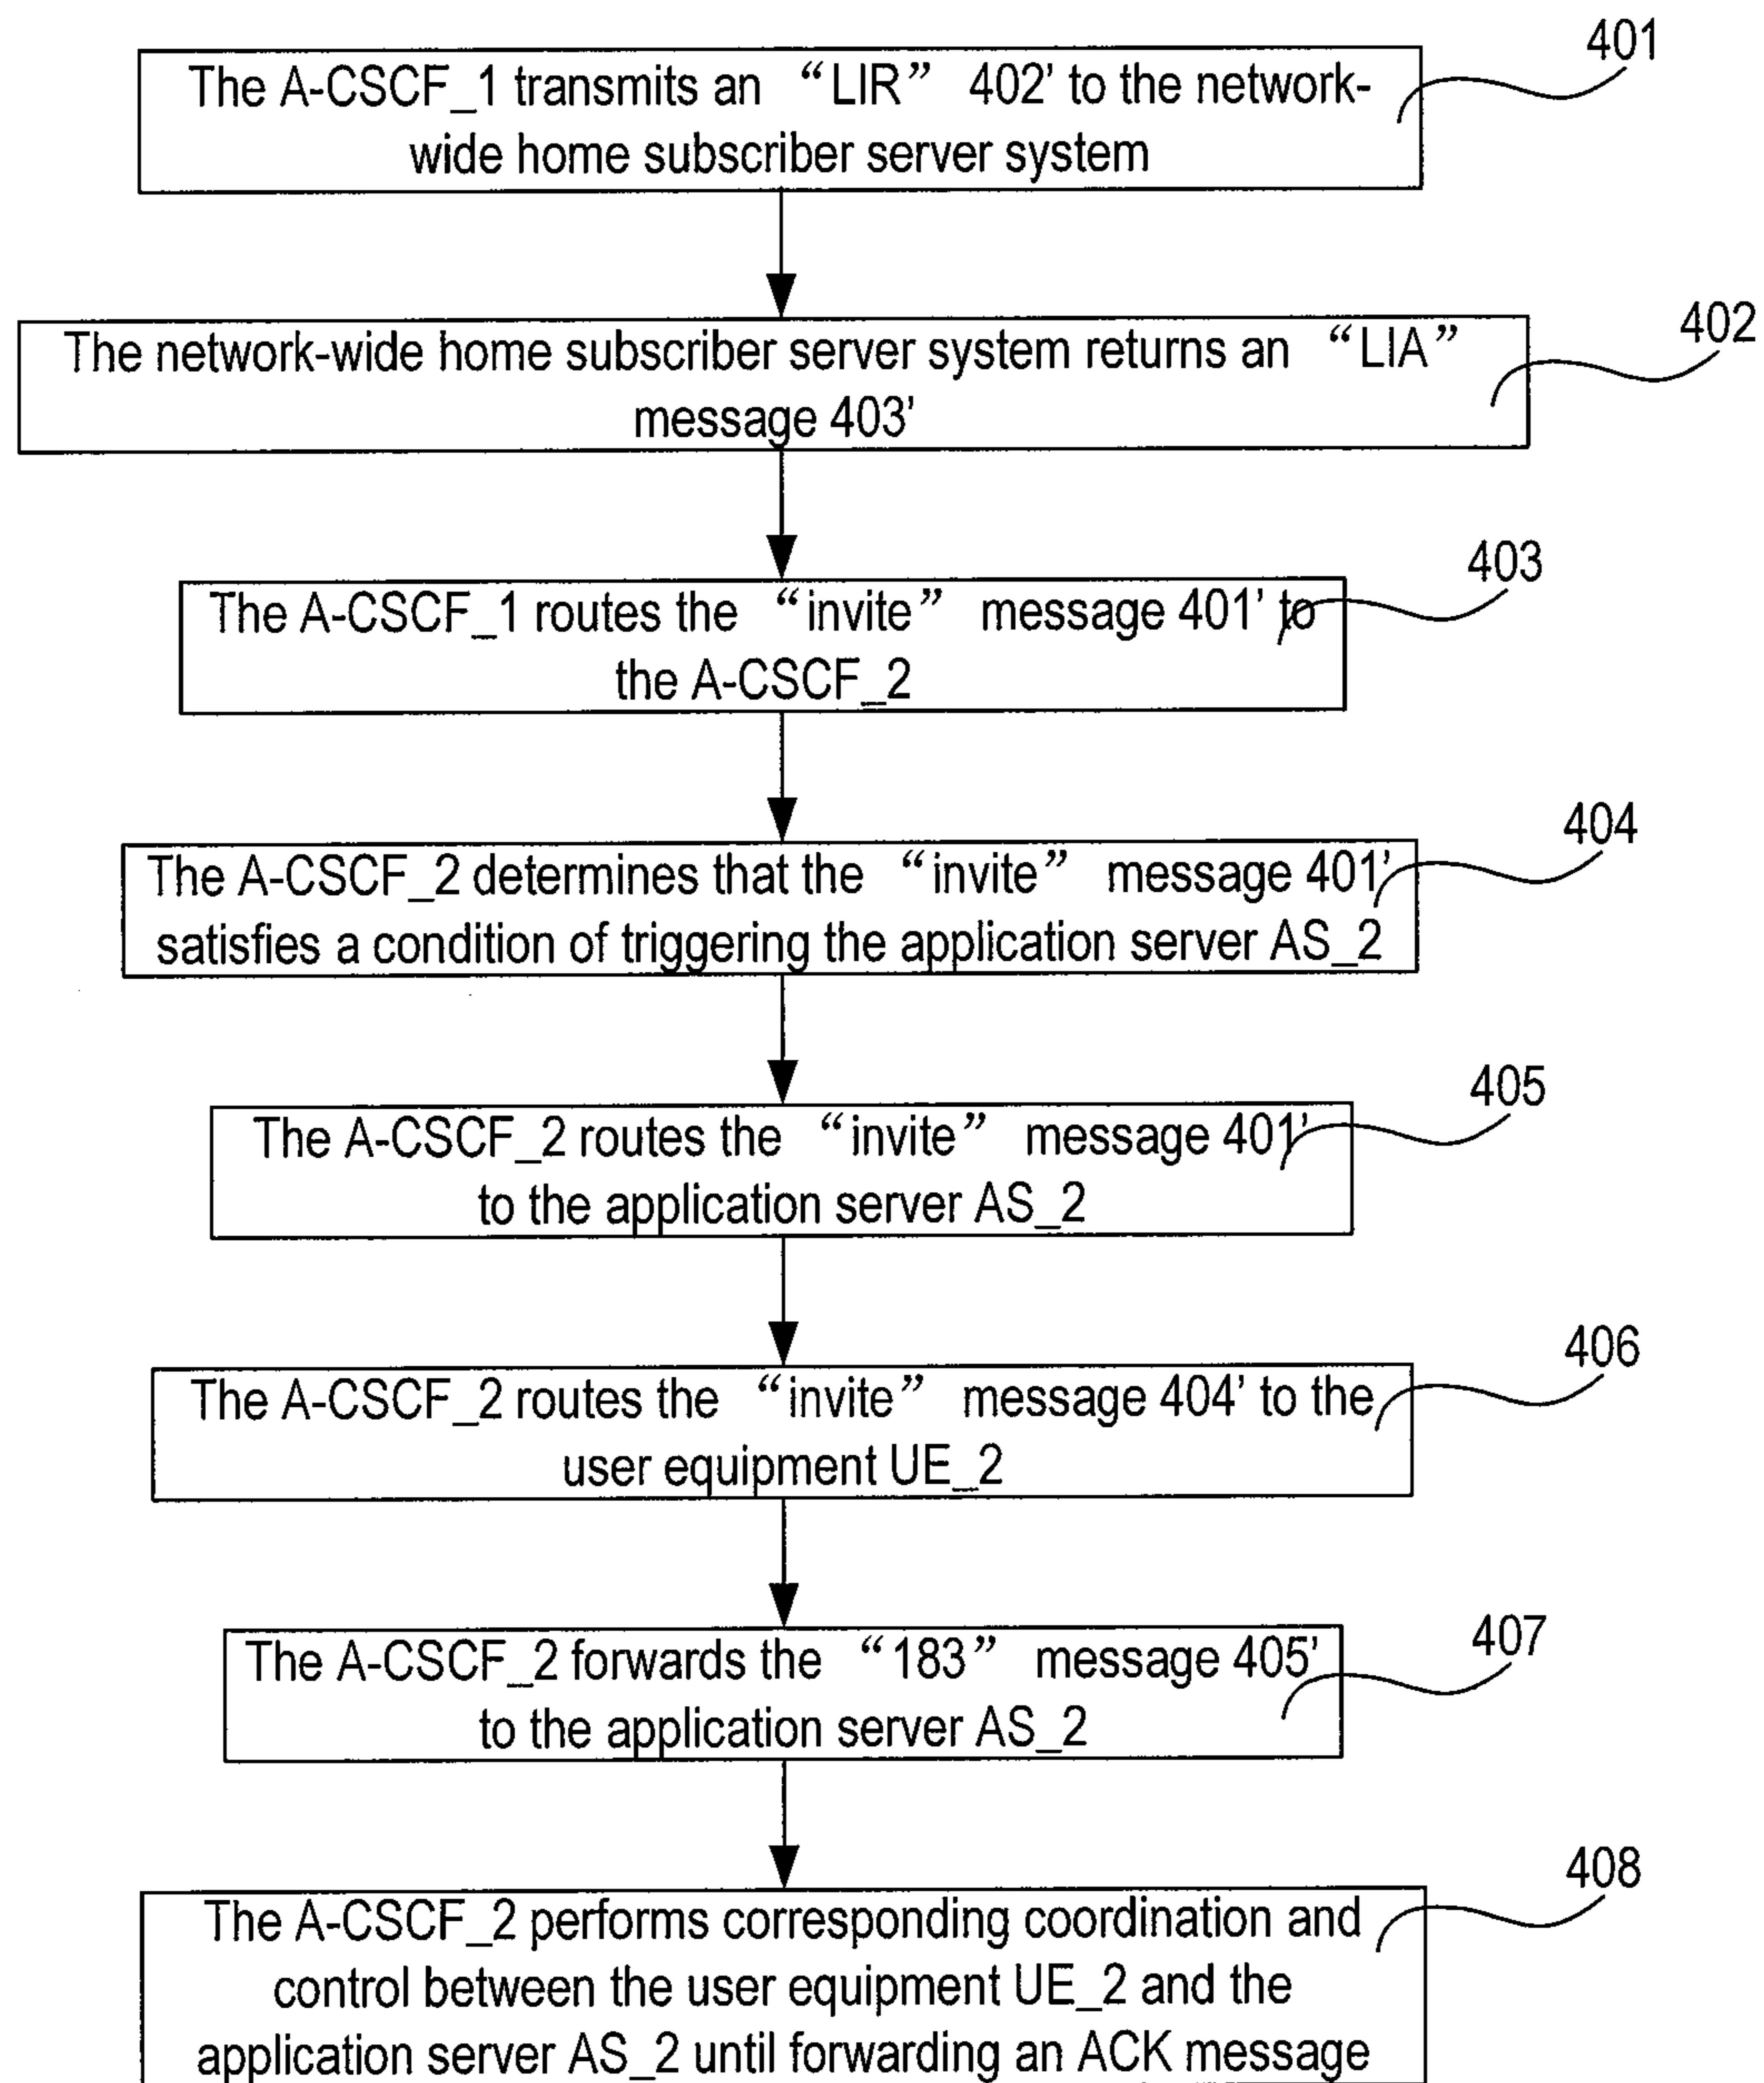 401
The A-CSCF_1 transmits an “LIR” 402’ to the network-
wide home subscriber server system
402
The network-wide home subscriber server system returns an “LIA”
message 403’
403
The A-CSCF_1 routes the “invite” message 401’ to
the A-CSCF_2
404
The A-CSCF_2 determines that the “invite” message 401’
satisfies a condition of triggering the application server AS_2
405
The A-CSCF_2 routes the “invite” message 401’
to the application server AS_2
406
The A-CSCF_2 routes the “invite” message 404’ to the
user equipment UE_2
407
The A-CSCF_2 forwards the “183” message 405’
to the application server AS_2
408
The A-CSCF_2 performs corresponding coordination and
control between the user equipment UE_2 and the
application server AS_2 until forwarding an ACK message